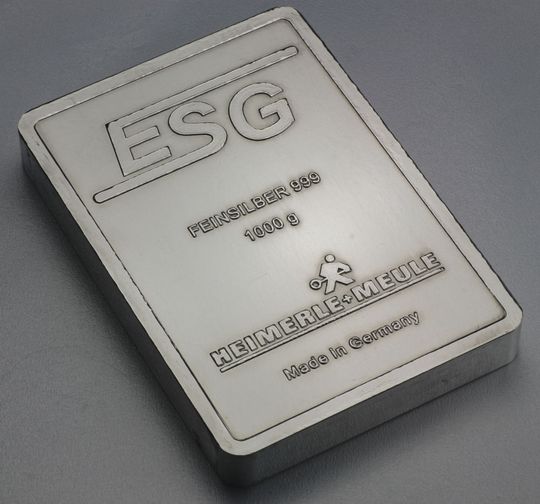 ESG
FEINSILBER 999
1000 g
HEIMERLE+MEULE
Made in Germany